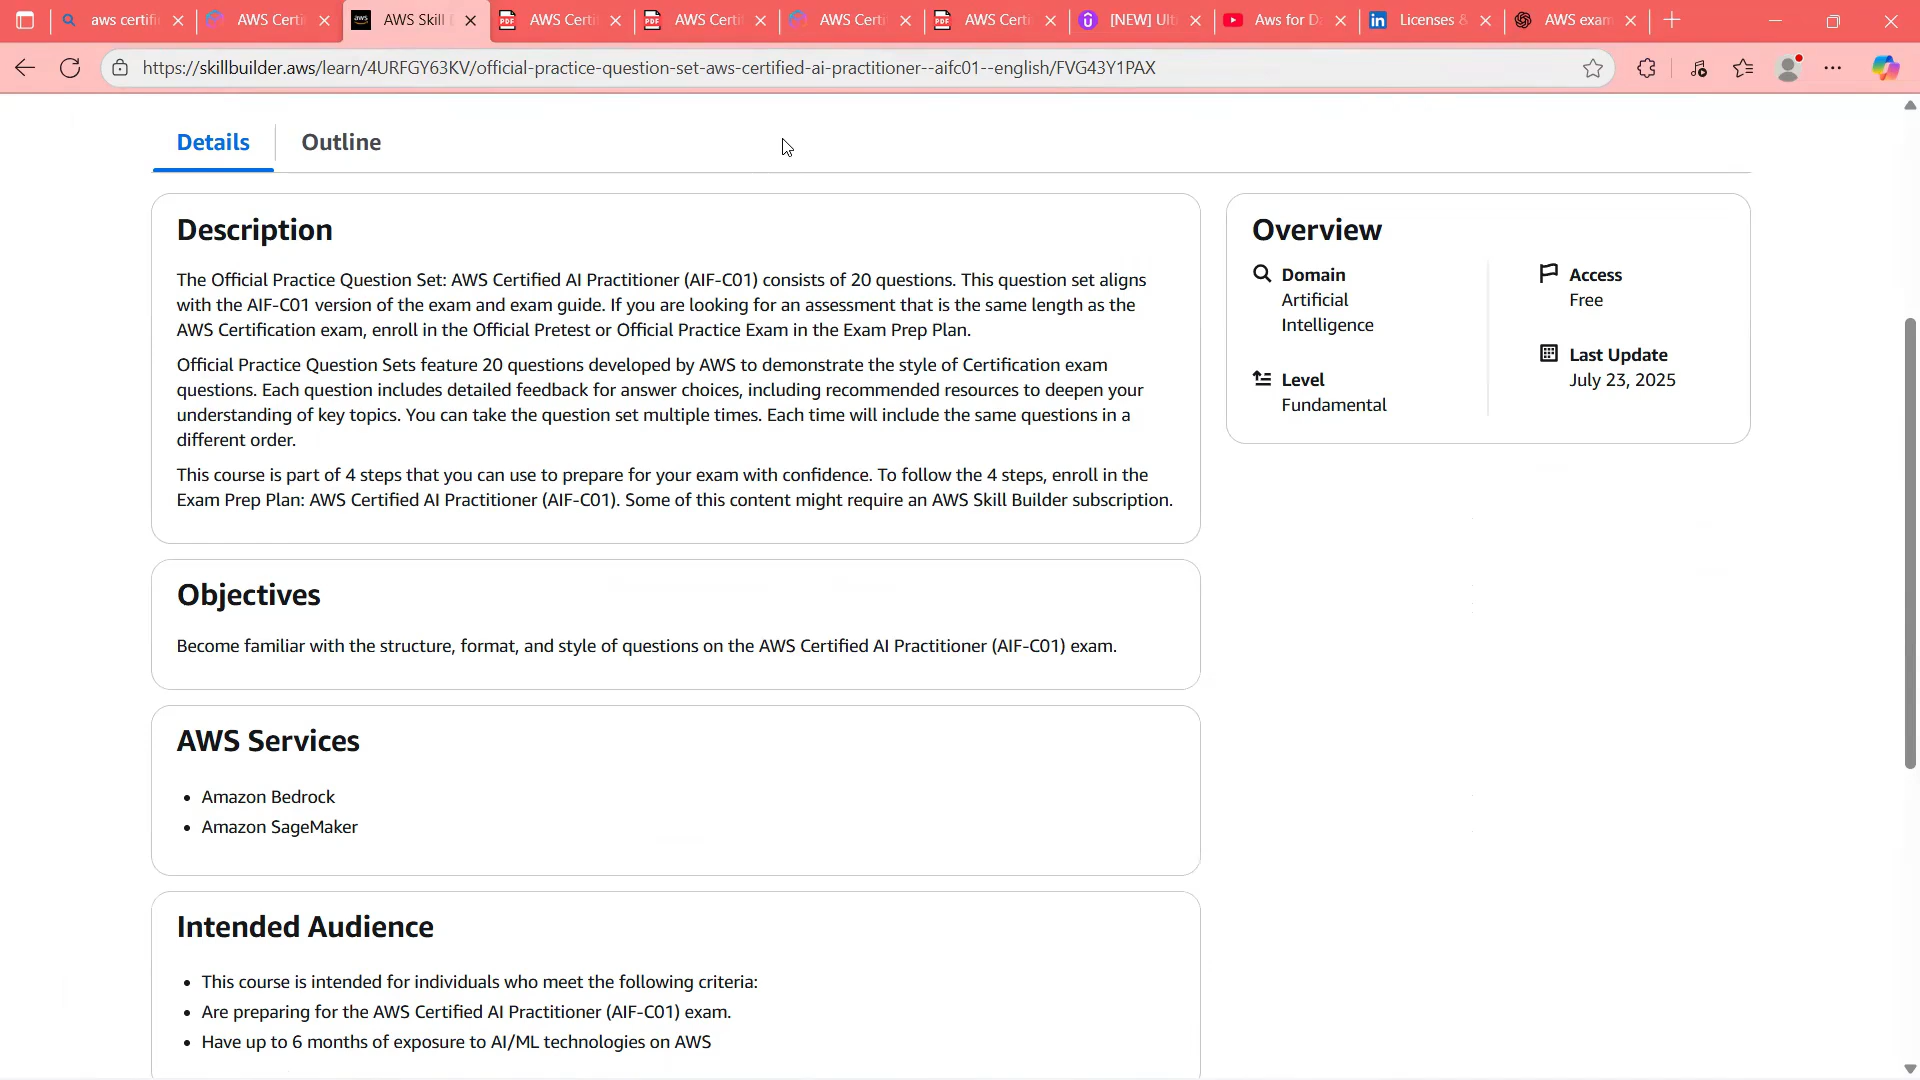 aws certifi
AWS Certi
AWS Skill
AWS Certi
AWS Certi
AWS Certi
AWS Certi
[NEW] Ult
Aws for D
Licenses &
AWS exam
https://skillbuilder.aws/learn/4URFGY63KV/official-practice-question-set-aws-certified-ai-practitioner--aifc01--english/FVG43Y1PAX
Details
Outline
Description
The Official Practice Question Set: AWS Certified AI Practitioner (AIF-C01) consists of 20 questions. This question set aligns
with the AIF-C01 version of the exam and exam guide. If you are looking for an assessment that is the same length as the
AWS Certification exam, enroll in the Official Pretest or Official Practice Exam in the Exam Prep Plan.
Official Practice Question Sets feature 20 questions developed by AWS to demonstrate the style of Certification exam
questions. Each question includes detailed feedback for answer choices, including recommended resources to deepen your
understanding of key topics. You can take the question set multiple times. Each time will include the same questions in a
different order.
This course is part of 4 steps that you can use to prepare for your exam with confidence. To follow the 4 steps, enroll in the
Exam Prep Plan: AWS Certified AI Practitioner (AIF-C01). Some of this content might require an AWS Skill Builder subscription.
Overview
Domain
Artificial
Intelligence
Level
Fundamental
Access
Free
Last Update
July 23, 2025
Objectives
Become familiar with the structure, format, and style of questions on the AWS Certified AI Practitioner (AIF-C01) exam.
AWS Services
• Amazon Bedrock
• Amazon SageMaker
Intended Audience
• This course is intended for individuals who meet the following criteria:
• Are preparing for the AWS Certified AI Practitioner (AIF-C01) exam.
• Have up to 6 months of exposure to AI/ML technologies on AWS